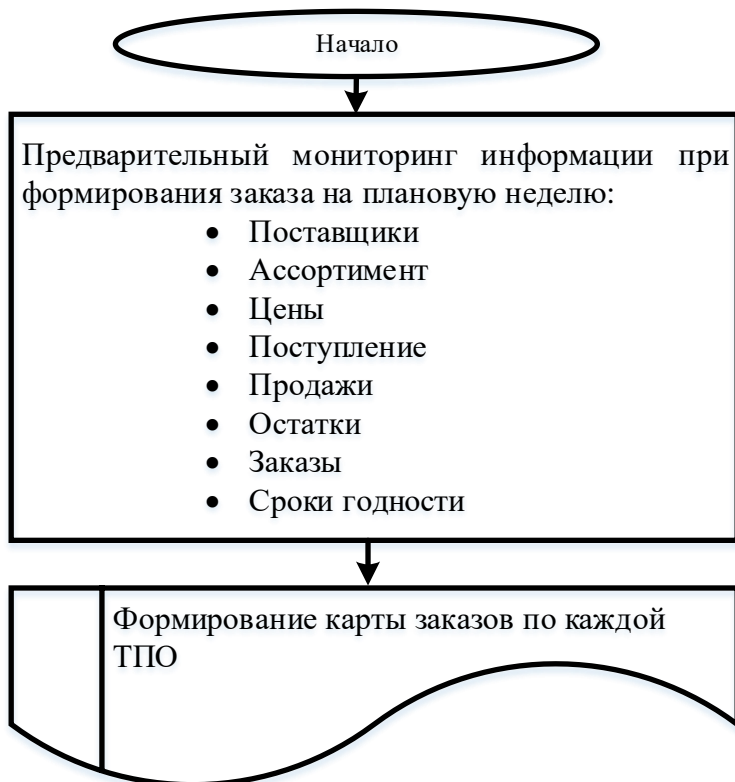 Начало
Предварительный мониторинг информации при
формирования заказа на плановую неделю:
• Поставщики
• Ассортимент
• Цены
• Поступление
• Продажи
• Остатки
• Заказы
• Сроки годности
Формирование карты заказов по каждой
ТПО